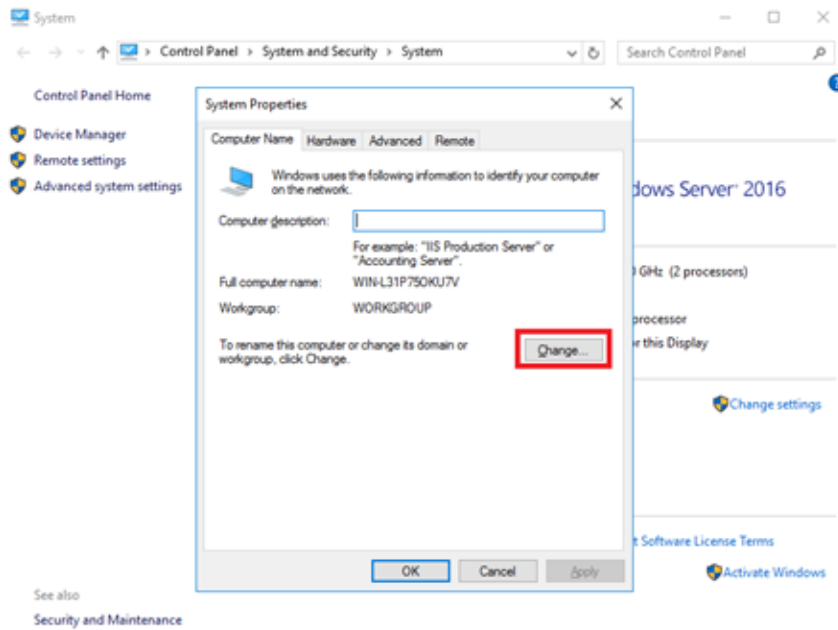 System
Control Panel › System and Security › System
Search Control Panel
Control Panel Home
Device Manager
Remote settings
Advanced system settings
System Properties
Computer Name Hardware Advanced Remote
Windows uses the following information to identify your computer
on the network.
Computer description:
For example: "IIS Production Server" or
"Accounting Server".
Full computer name: WIN-L31P75OKU7V
Workgroup: WORKGROUP
To rename this computer or change its domain or
workgroup, click Change.
Change...
OK Cancel Apply
dows Server 2016
GHz (2 processors)
processor
r this Display
Change settings
t Software License Terms
Activate Windows
See also
Security and Maintenance